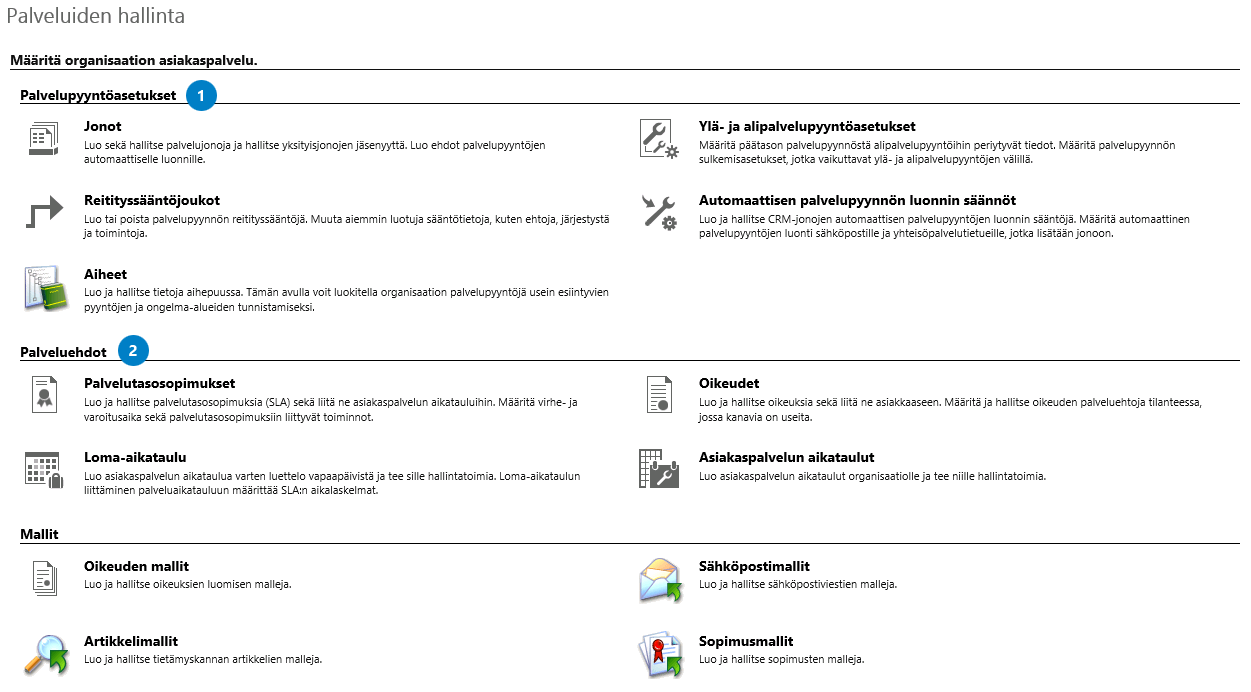 Palveluiden hallinta
Määritä organisaation asiakaspalvelu.
Palvelupyyntöasetukset 1
Jonot
Luo sekä hallitse palvelujonoja ja hallitse yksityisjonojen jäsenyyttä. Luo ehdot palvelupyyntöjen
automaattiselle luonnille.
Ylä- ja alipalvelupyyntöasetukset
Määritä päätason palvelupyynnöstä alipalvelupyyntöihin periytyvät tiedot. Määritä palvelupyynnön
sulkemisasetukset, jotka vaikuttavat ylä- ja alipalvelupyyntöjen välillä.
Reitityssääntöjoukot
Luo tai poista palvelupyynnön reitityssääntöjä. Muuta aiemmin luotuja sääntötietoja, kuten ehtoja, järjestystä
ja toimintoja.
Automaattisen palvelupyynnön luonnin säännöt
Luo ja hallitse CRM-jonojen automaattisen palvelupyyntöjen luonnin sääntöjä. Määritä automaattinen
palvelupyyntöjen luonti sähköpostille ja yhteisöpalvelutietueille, jotka lisätään jonoon.
Aiheet
Luo ja hallitse tietoja aihepuussa. Tämän avulla voit luokitella organisaation palvelupyyntöjä usein esiintyvien
pyyntöjen ja ongelma-alueiden tunnistamiseksi.
Palveluehdot 2
Palvelutasosopimukset
Luo ja hallitse palvelutasosopimuksia (SLA) sekä liitä ne asiakaspalvelun aikatauluihin. Määritä virhe- ja
varoitusaika sekä palvelutasosopimuksiin liittyvät toiminnot.
Oikeudet
Luo ja hallitse oikeuksia sekä liitä ne asiakkaaseen. Määritä ja hallitse oikeuden palveluehtoja tilanteessa,
jossa kanavia on useita.
Loma-aikataulu
Luo asiakaspalvelun aikataulua varten luettelo vapaapäivistä ja tee sille hallintatoimia. Loma-aikataulun
liittäminen palveluaikatauluun määrittää SLA:n aikalaskelmat.
Asiakaspalvelun aikataulut
Luo asiakaspalvelun aikataulut organisaatiolle ja tee niille hallintatoimia.
Mallit
Oikeuden mallit
Luo ja hallitse oikeuksien luomisen malleja.
Sähköpostimallit
Luo ja hallitse sähköpostiviestien malleja.
Artikkelimallit
Luo ja hallitse tietämyskannan artikkelien malleja.
Sopimusmallit
Luo ja hallitse sopimusten malleja.